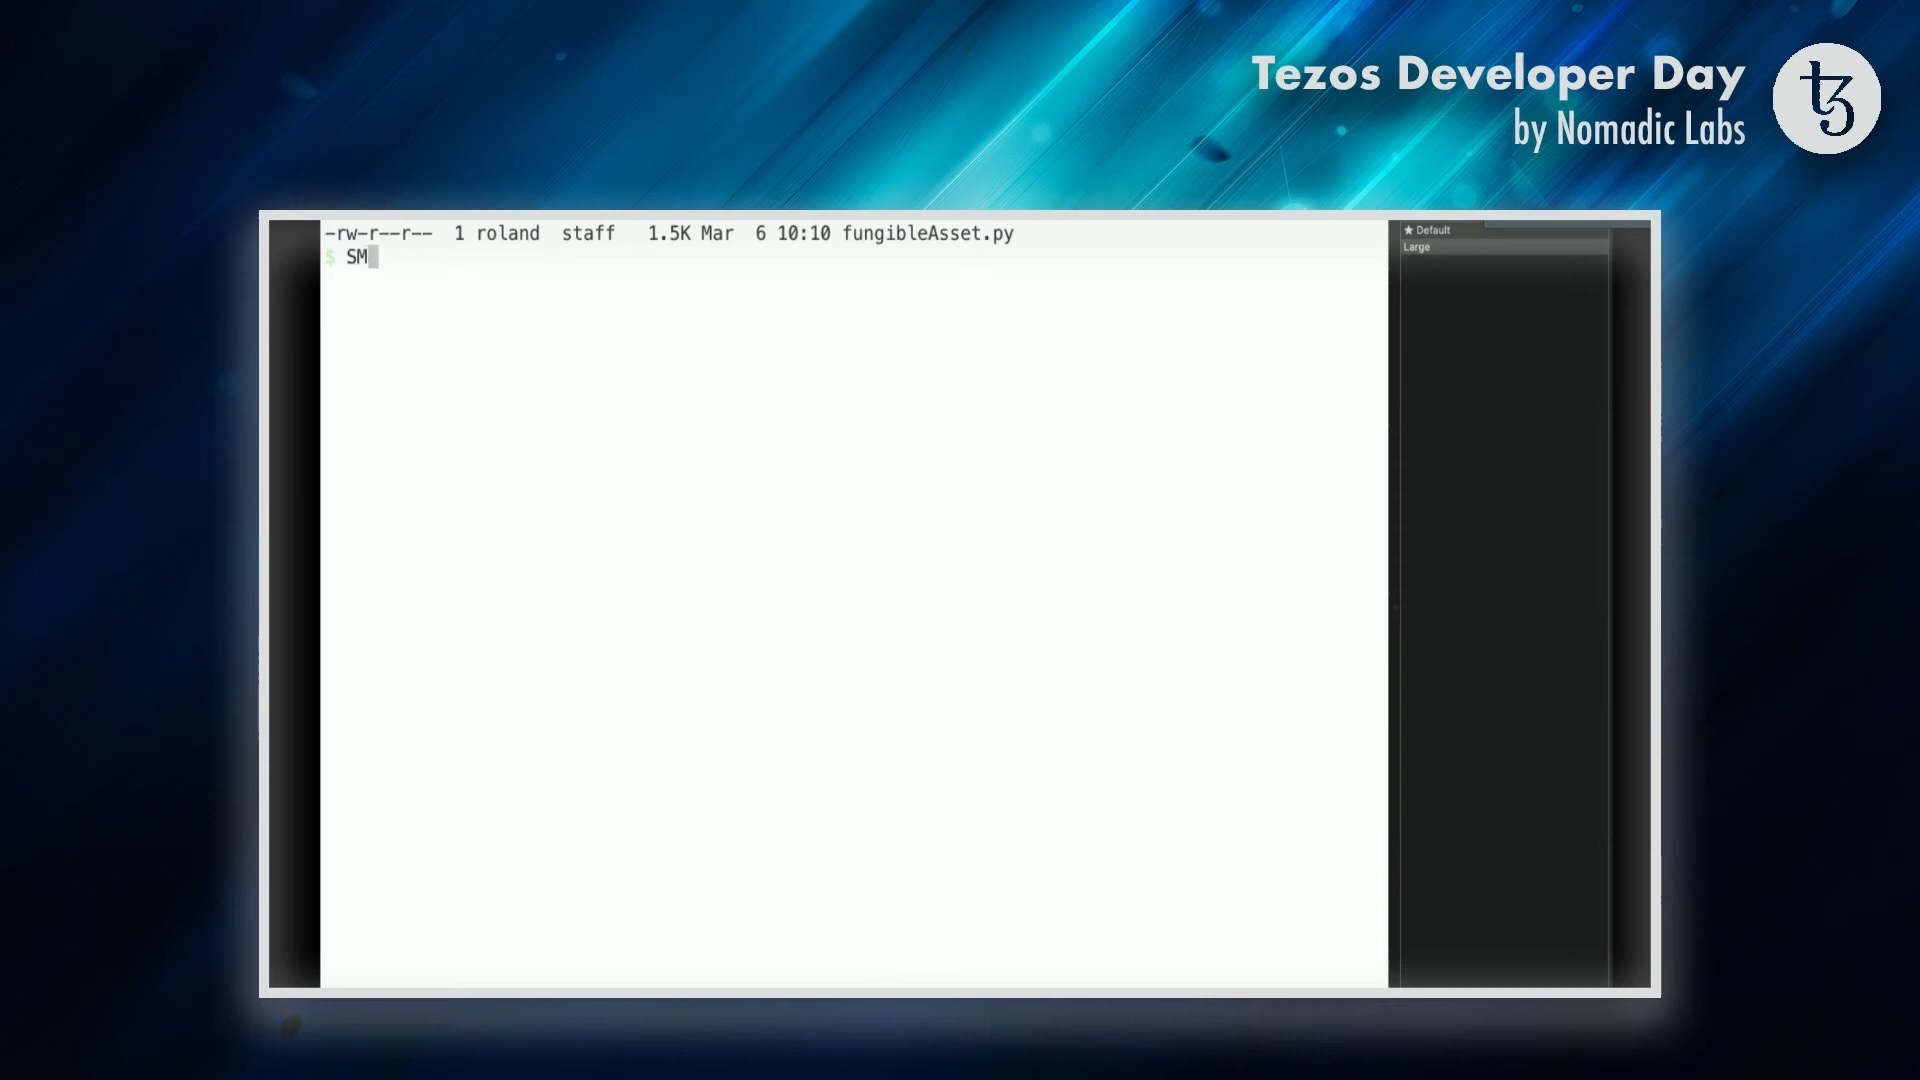 Tezos Developer Day
by Nomadic Labs
-rw-r--r--  1 roland  staff   1.5K Mar  6 10:10 fungibleAsset.py
$ SM
★ Default
Large